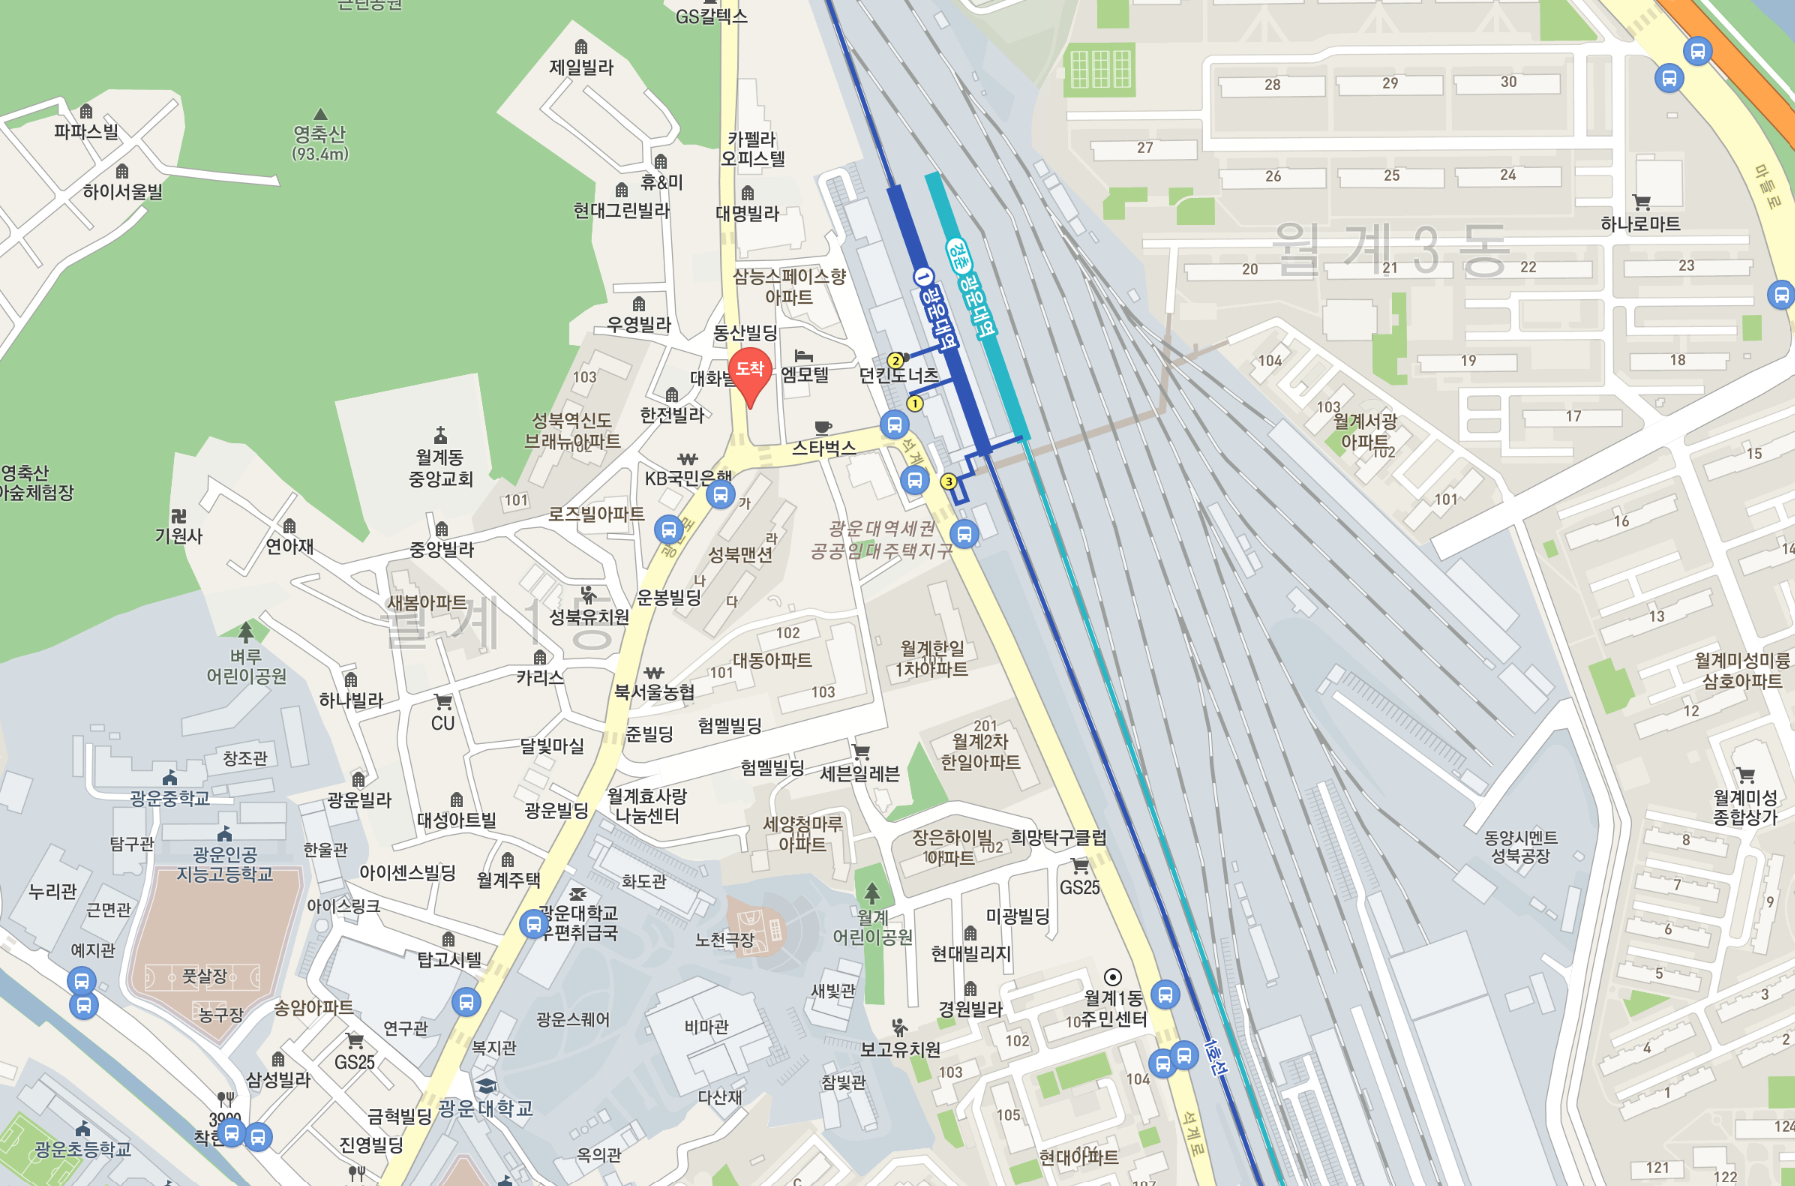 근린공원
GS칼텍스
제일빌라
파파스빌
영축산
(93.4m)
하이서울빌
휴&미
현대그린빌라
카펠라
오피스텔
대명빌라
28
29
30
27
26
25
24
하나로마트
마들로
월계3동
20
21
22
23
19
18
17
삼능스페이스향
아파트
우영빌라
동산빌딩
도착
대화빌
엠모텔
던킨도너츠
2
1
3
1 광운대역
경춘 광운대역
103
한전빌라
성북역신도
브래뉴아파트
102
101
스타벅스
석계
104
103
월계서광
아파트
102
101
15
16
14
13
12
월계동
중앙교회
영축산
KB국민은행
로즈빌아파트
기원사
연아재
중앙빌라
가
라
성북맨션
나
다
광운대역세권
공공임대주택지구
새봄아파트
월계1동
성북유치원
운봉빌딩
벼루
어린이공원
카리스
하나빌라
CU
북서울농협
102
대동아파트
101
103
월계한일
1차아파트
월계미성미륭
삼호아파트
험멜빌딩
준빌딩
달빛마실
201
월계2차
한일아파트
험멜빌딩
세븐일레븐
창조관
광운중학교
광운빌라
대성아트빌
광운빌딩
월계효사랑
나눔센터
세양청마루
아파트
장은하이빌
아파트
102
희망탁구클럽
GS25
월계미성
종합상가
동양시멘트
성북공장
8
7
9
6
5
3
4
2
1
탐구관
광운인공
지능고등학교
한울관
아이센스빌딩
월계주택
화도관
누리관
근면관
아이스링크
광운대학교
우편취급국
노천극장
월계
어린이공원
미광빌딩
현대빌리지
예지관
풋살장
탑고시텔
농구장
송암아파트
새빛관
경원빌라
월계1동
주민센터
연구관
광운스퀘어
비마관
GS25
복지관
보고유치원
102
103
104
1호선
삼성빌라
참빛관
광운대학교
다산재
금혁빌딩
105
석계로
광운초등학교
진영빌딩
옥의관
현대아파트
107
124
121
122